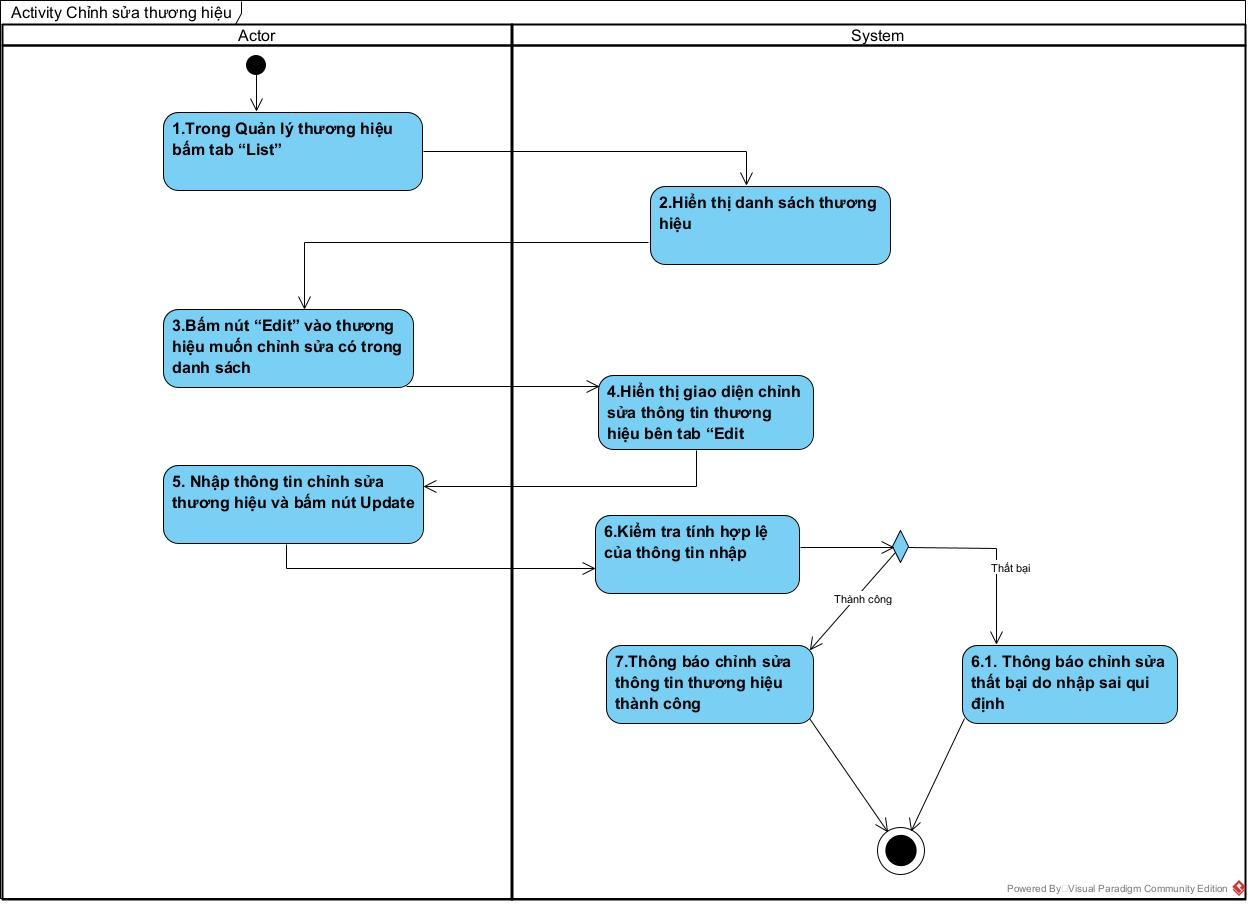 Activity Chỉnh sửa thương hiệu
Actor
System
1.Trong Quản lý thương hiệu
bấm tab “List”
2.Hiển thị danh sách thương
hiệu
3.Bấm nút “Edit” vào thương
hiệu muốn chỉnh sửa có trong
danh sách
4.Hiển thị giao diện chỉnh
sửa thông tin thương
hiệu bên tab “Edit
5. Nhập thông tin chỉnh sửa
thương hiệu và bấm nút Update
6.Kiểm tra tính hợp lệ
của thông tin nhập
Thất bại
Thành công
7.Thông báo chỉnh sửa
thông tin thương hiệu
thành công
6.1. Thông báo chỉnh sửa
thất bại do nhập sai qui
định
Powered By Visual Paradigm Community Edition